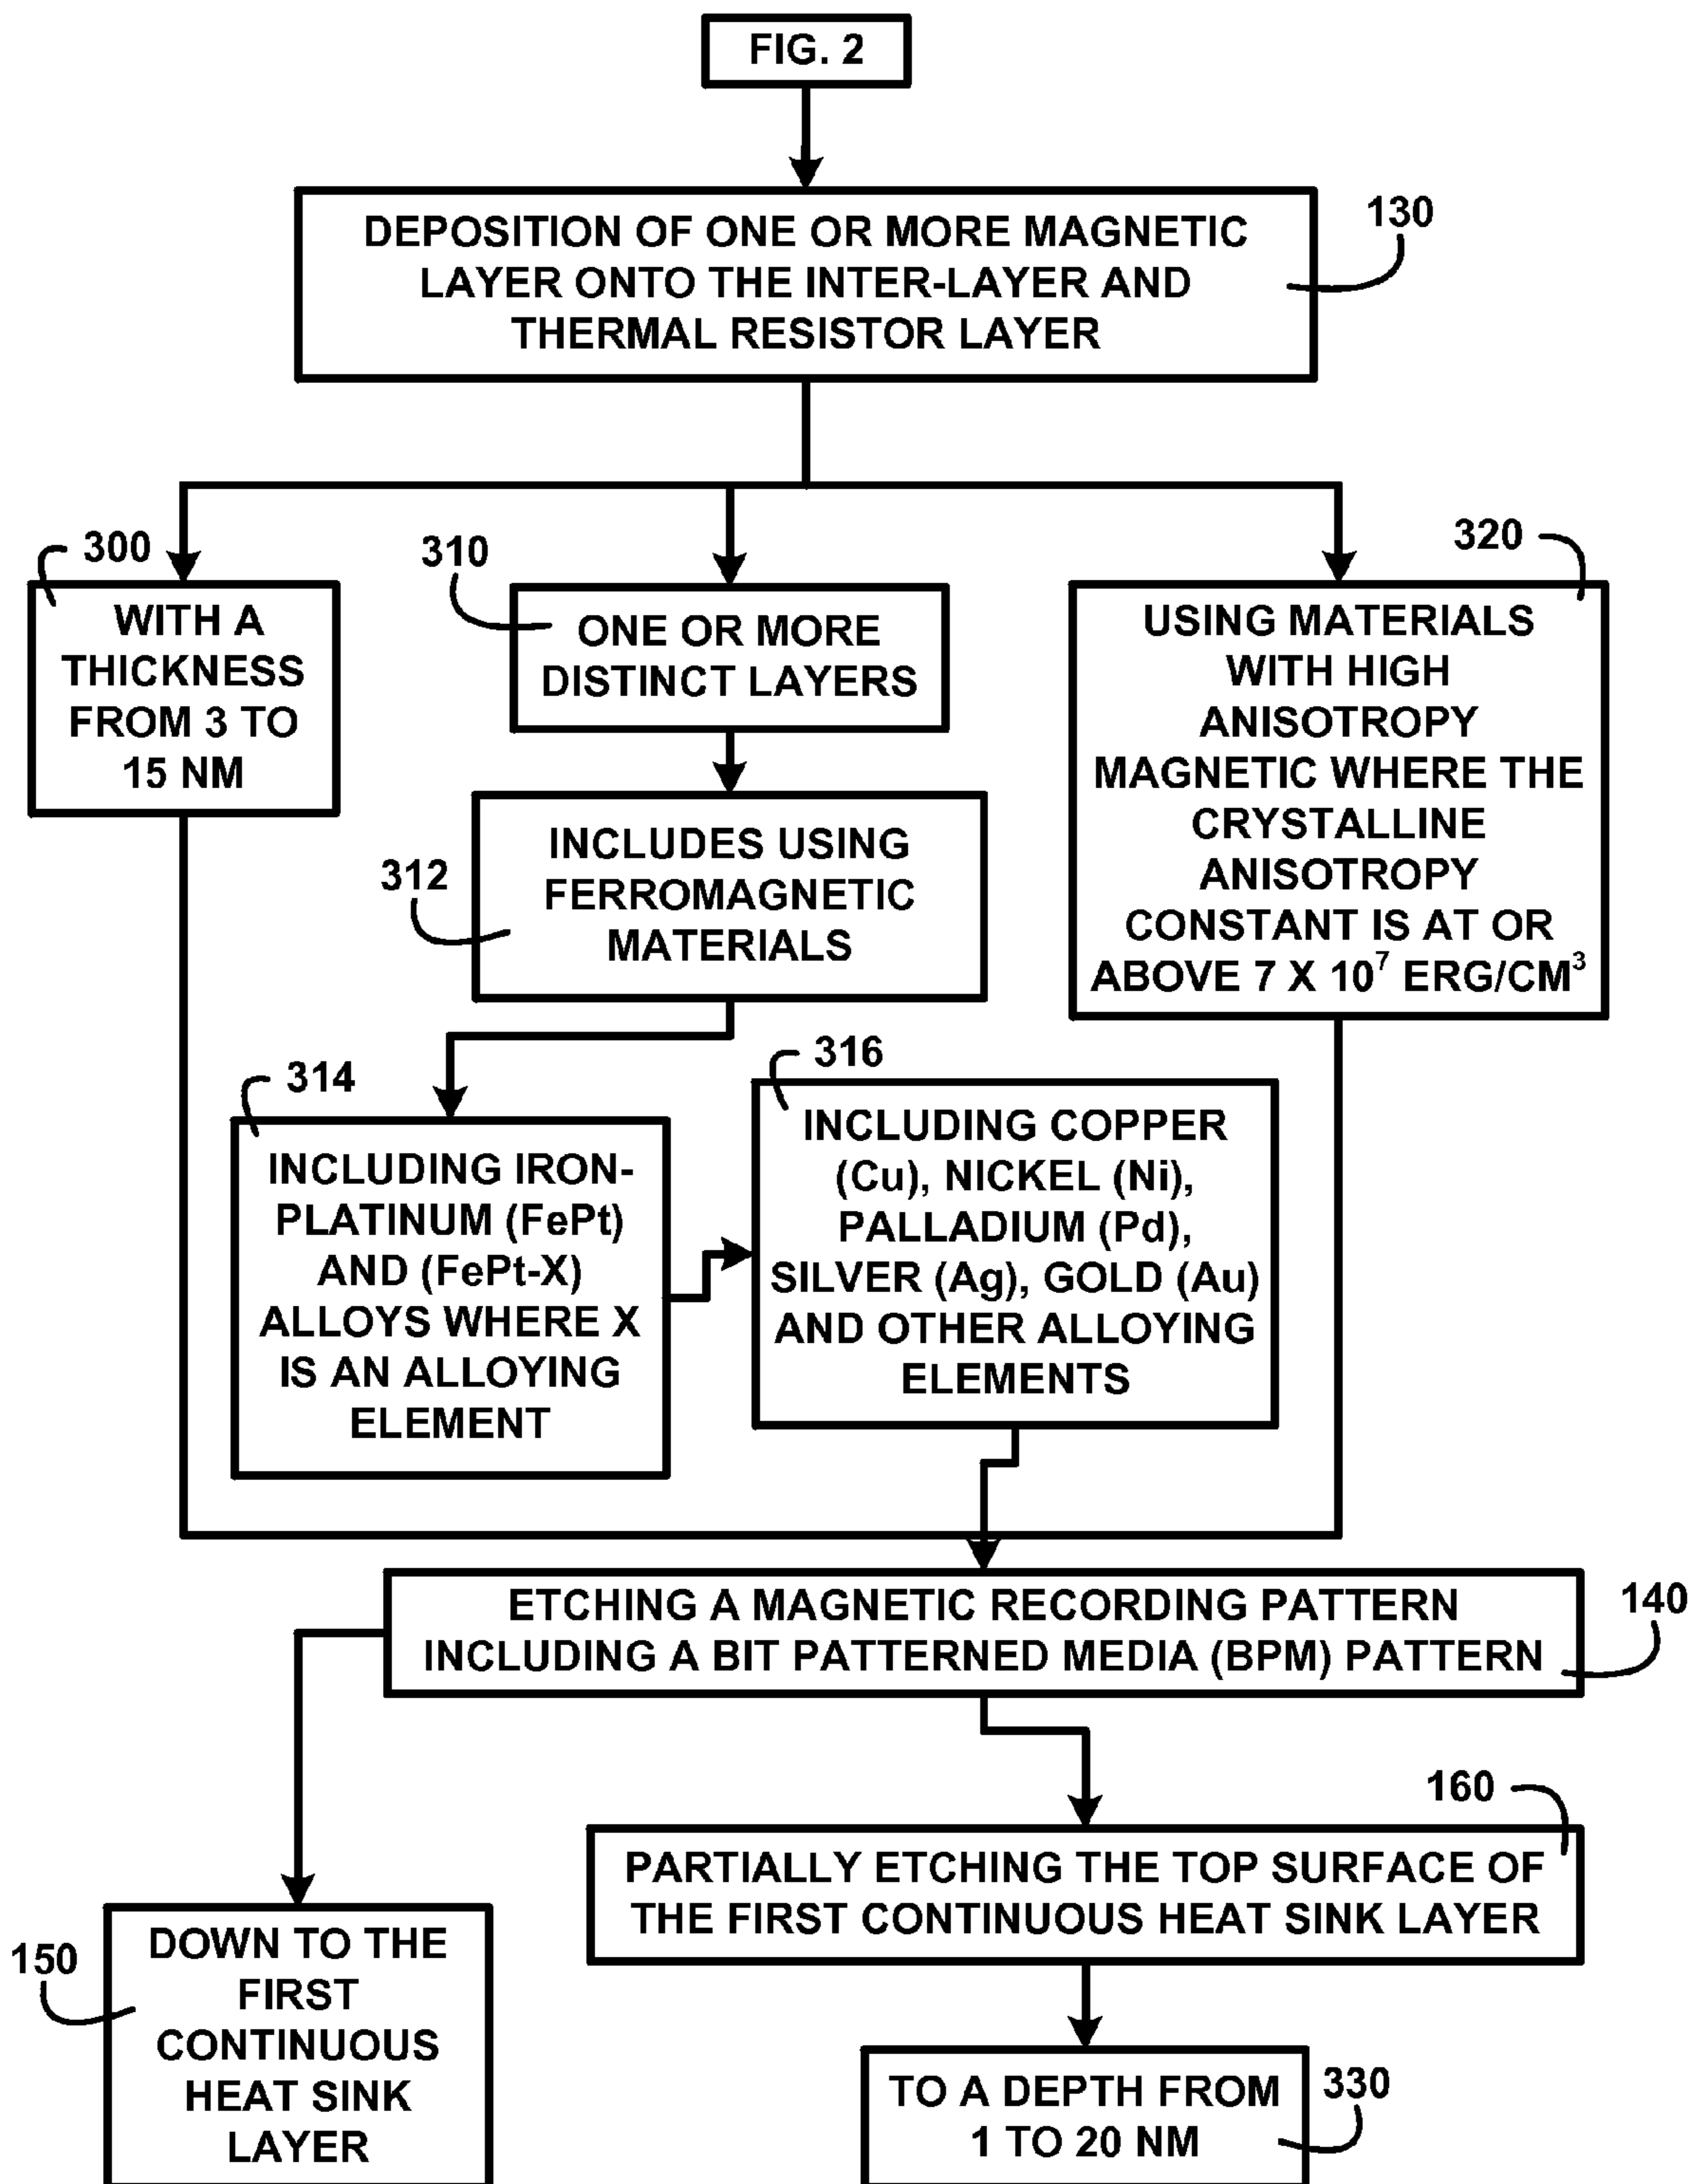 FIG. 2
DEPOSITION OF ONE OR MORE MAGNETIC
LAYER ONTO THE INTER-LAYER AND
THERMAL RESISTOR LAYER
130
300
WITH A
THICKNESS
FROM 3 TO
15 NM
310
ONE OR MORE
DISTINCT LAYERS
320
USING MATERIALS
WITH HIGH
ANISOTROPY
MAGNETIC WHERE THE
CRYSTALLINE
ANISOTROPY
CONSTANT IS AT OR
ABOVE 7 X 10⁷ ERG/CM³
312
INCLUDES USING
FERROMAGNETIC
MATERIALS
314
INCLUDING IRON-
PLATINUM (FePt)
AND (FePt-X)
ALLOYS WHERE X
IS AN ALLOYING
ELEMENT
316
INCLUDING COPPER
(Cu), NICKEL (Ni),
PALLADIUM (Pd),
SILVER (Ag), GOLD (Au)
AND OTHER ALLOYING
ELEMENTS
ETCHING A MAGNETIC RECORDING PATTERN
INCLUDING A BIT PATTERNED MEDIA (BPM) PATTERN
140
160
PARTIALLY ETCHING THE TOP SURFACE OF
THE FIRST CONTINUOUS HEAT SINK LAYER
150
DOWN TO THE
FIRST
CONTINUOUS
HEAT SINK
LAYER
TO A DEPTH FROM
1 TO 20 NM
330